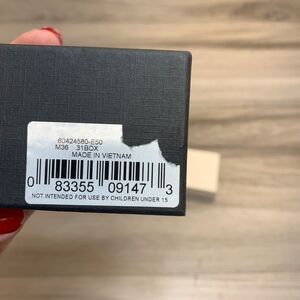 60424580-E50
M36 31BOX
MADE IN VIETNAM
0 83355 09147 3
NOT INTENDED FOR USE BY CHILDREN UNDER 15